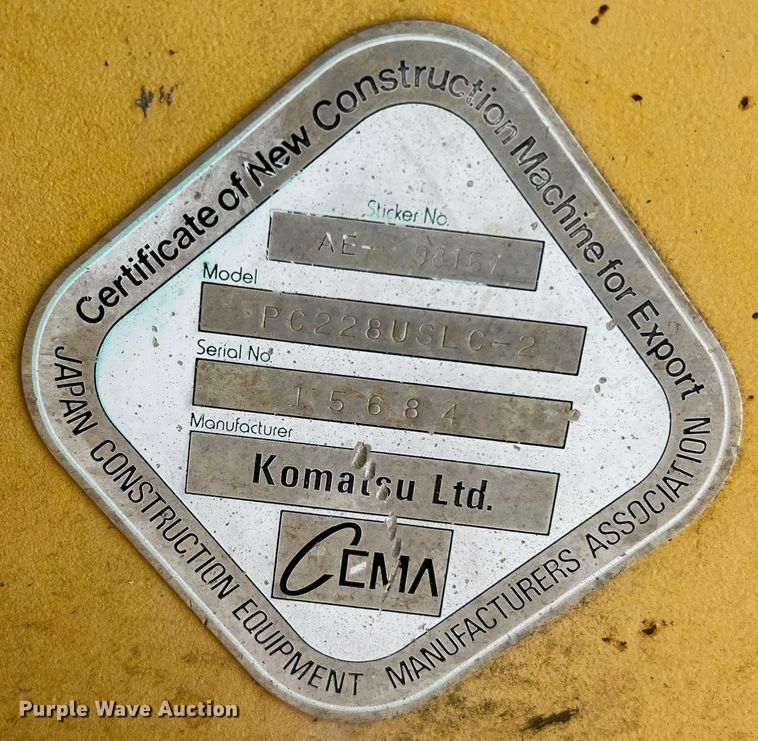 Certificate of New Construction Machine for Export
Sticker No.
AE- 98157
Model
PC228USLC-2
Serial No.
15684
Manufacturer
Komatsu Ltd.
CEMA
JAPAN CONSTRUCTION EQUIPMENT MANUFACTURERS ASSOCIATION
Purple Wave Auction